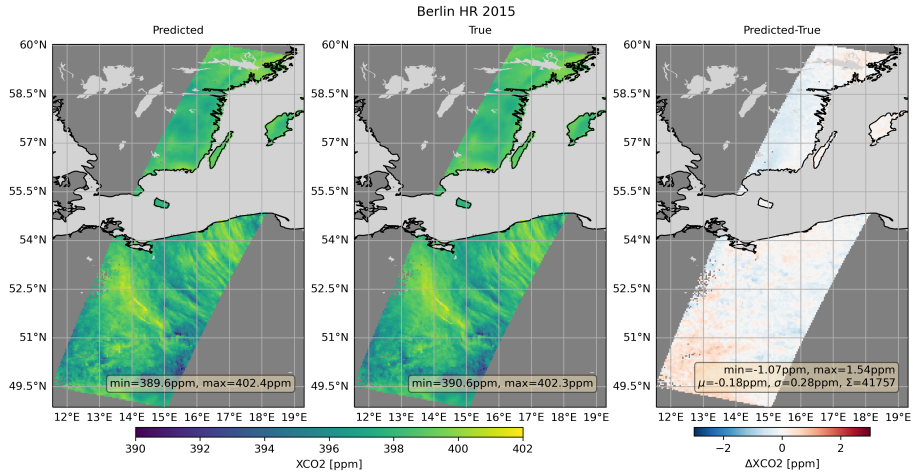 Berlin HR 2015
Predicted
True
Predicted-True
60°N
58.5°N
57°N
55.5°N
54°N
52.5°N
51°N
49.5°N
12°E 13°E 14°E 15°E 16°E 17°E 18°E 19°E
min=389.6ppm, max=402.4ppm
60°N
58.5°N
57°N
55.5°N
54°N
52.5°N
51°N
49.5°N
12°E 13°E 14°E 15°E 16°E 17°E 18°E 19°E
min=390.6ppm, max=402.3ppm
60°N
58.5°N
57°N
55.5°N
54°N
52.5°N
51°N
49.5°N
12°E 13°E 14°E 15°E 16°E 17°E 18°E 19°E
min=-1.07ppm, max=1.54ppm
μ=-0.18ppm, σ=0.28ppm, Σ=41757
390 392 394 396 398 400 402
XCO2 [ppm]
−2 0 2
ΔXCO2 [ppm]